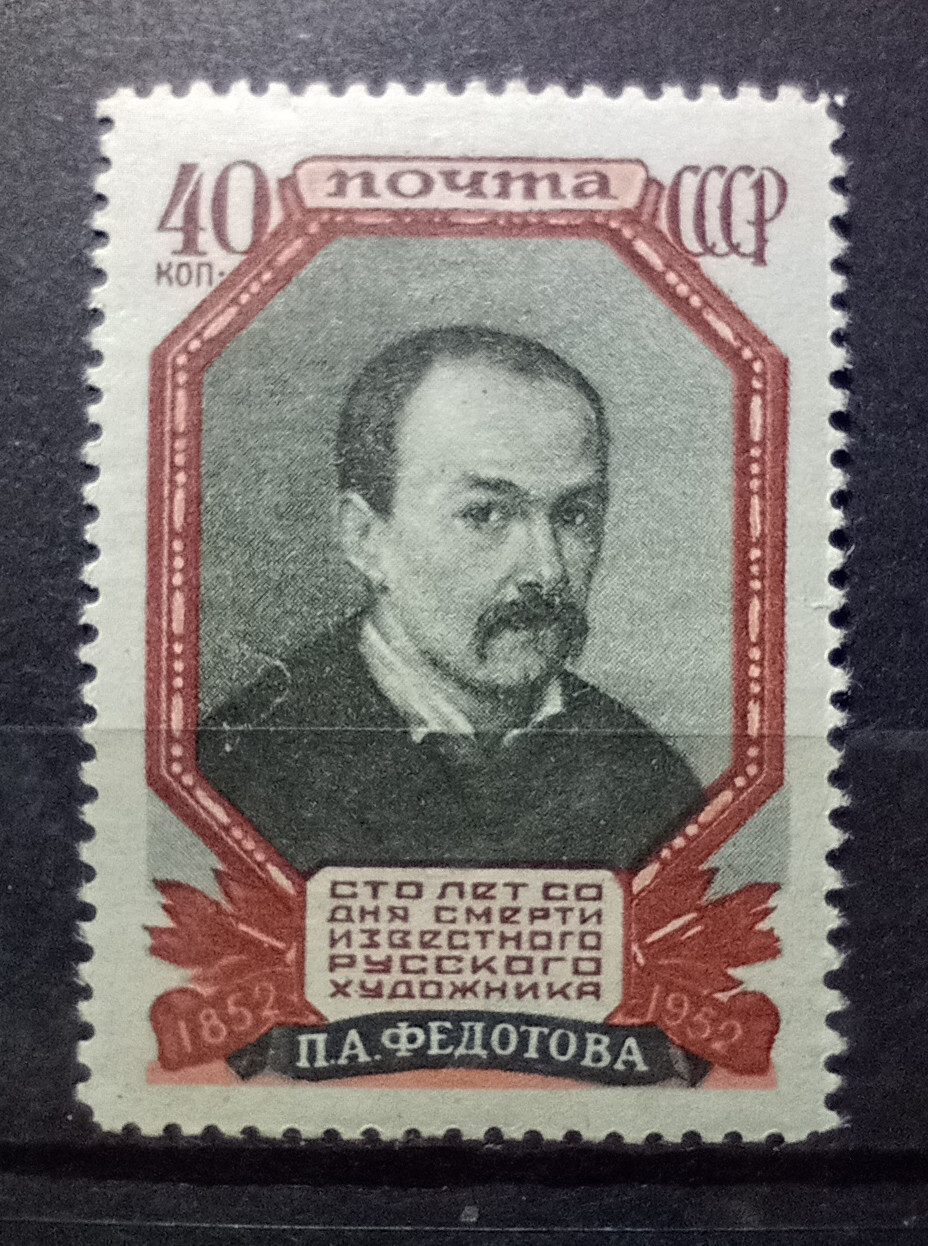 40 почта СССР
коп.
СТО ЛЕТ СО
ДНЯ СМЕРТИ
ИЗВЕСТНОГО
РУССКОГО
ХУДОЖНИКА
1852 1952
П.А.ФЕДОТОВА